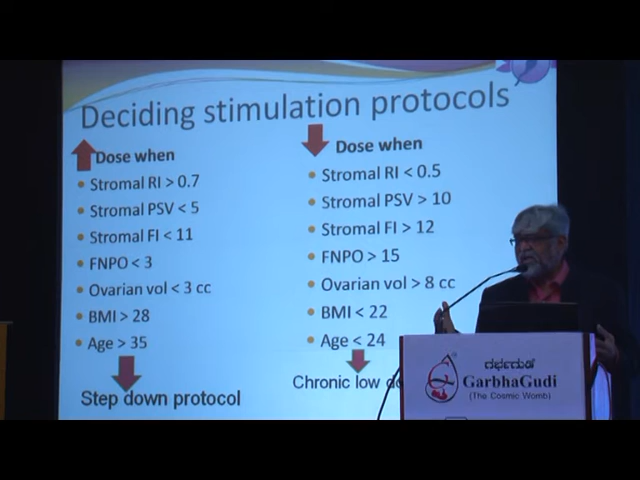 Deciding stimulation protocols
Dose when
Stromal RI > 0.7
Stromal PSV < 5
Stromal FI < 11
FNPO < 3
Ovarian vol < 3 cc
BMI > 28
Age > 35
Step down protocol
Dose when
Stromal RI < 0.5
Stromal PSV > 10
Stromal FI > 12
FNPO > 15
Ovarian vol > 8 cc
BMI < 22
Age < 24
Chronic low do
ಗರ್ಭಗುಡಿ
GarbhaGudi
(The Cosmic Womb)